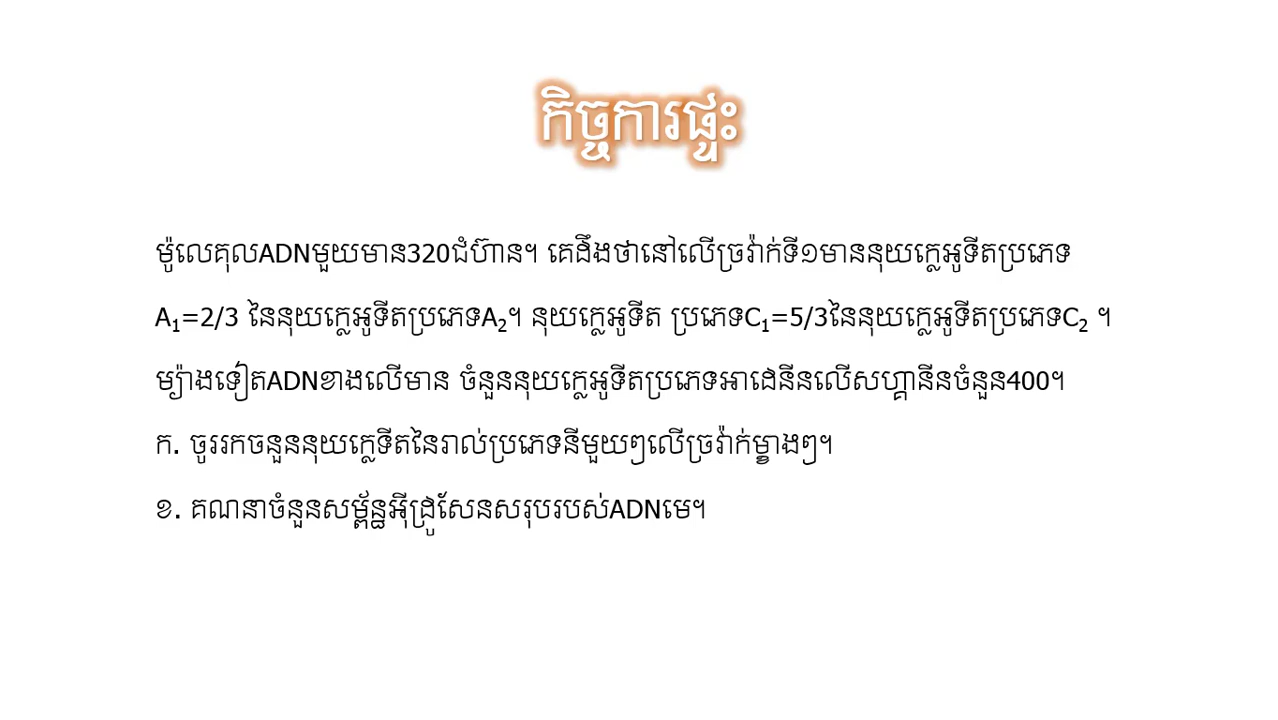 កិច្ចការផ្ទះ
ម៉ូលេគុលADNមួយមាន320ជំហ៊ាន។ គេដឹងថានៅលើច្រវ៉ាក់ទី១មាននុយក្លេអូទីតប្រភេទ
A₁=2/3 នៃនុយក្លេអូទីតប្រភេទA₂។ នុយក្លេអូទីត ប្រភេទC₁=5/3នៃនុយក្លេអូទីតប្រភេទC₂ ។
ម្យ៉ាងទៀតADNខាងលើមាន ចំនួននុយក្លេអូទីតប្រភេទអាដេនីនលើសហ្គានីនចំនួន400។
ក. ចូររកចនួននុយក្លេទីតនៃរាល់ប្រភេទនីមួយៗលើច្រវ៉ាក់ម្ខាងៗ។
ខ. គណនាចំនួនសម្ព័ន្ឋអ៊ីដ្រូសែនសរុបរបស់ADNមេ។